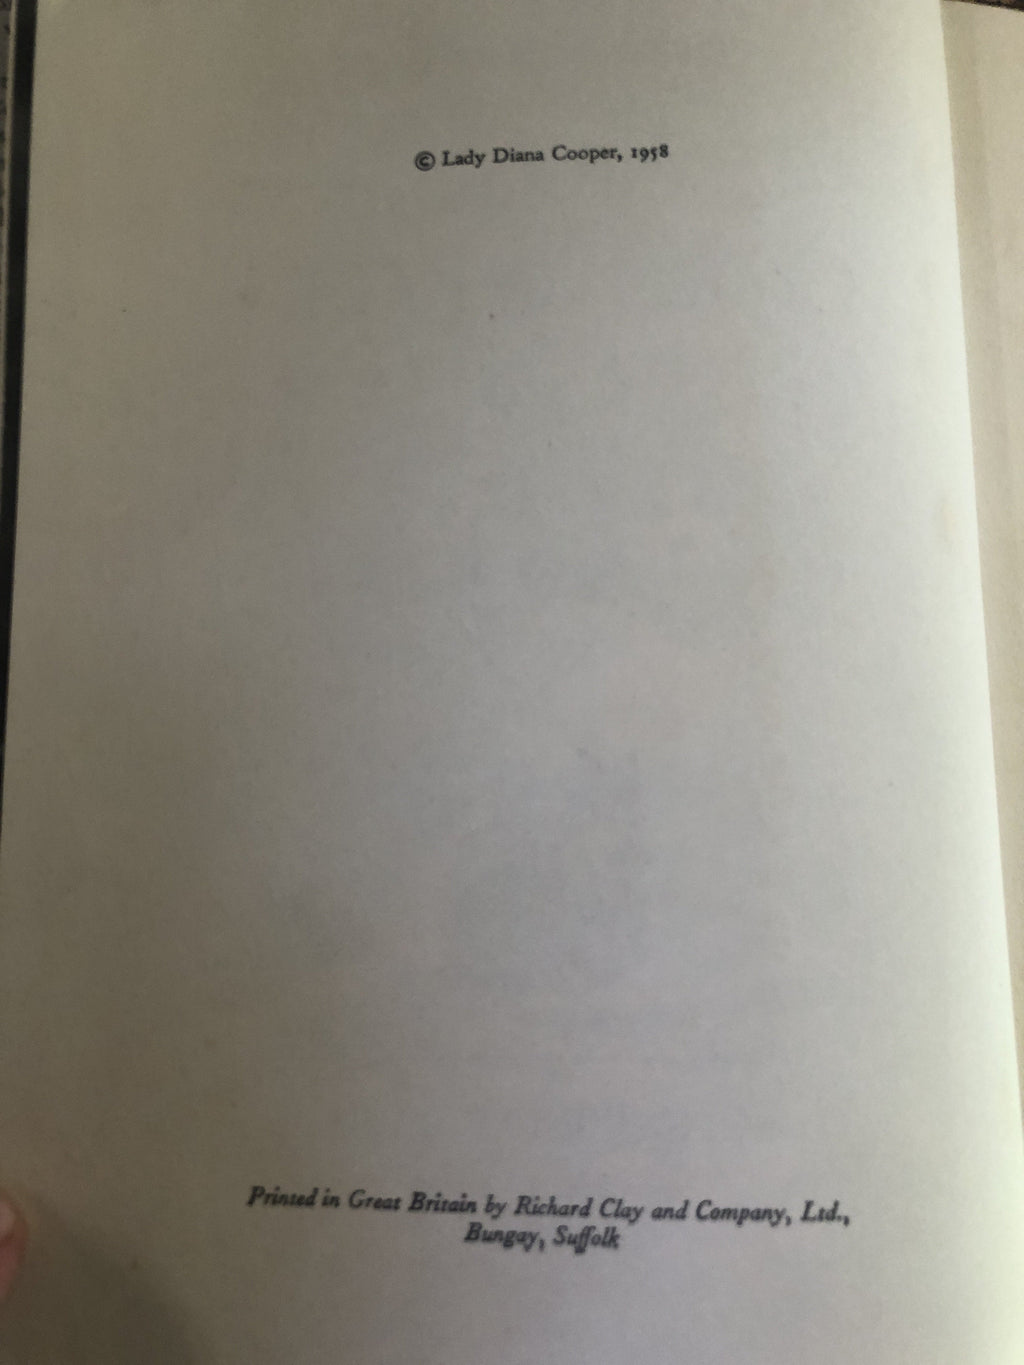 © Lady Diana Cooper, 1958
Printed in Great Britain by Richard Clay and Company, Ltd.,
Bungay, Suffolk